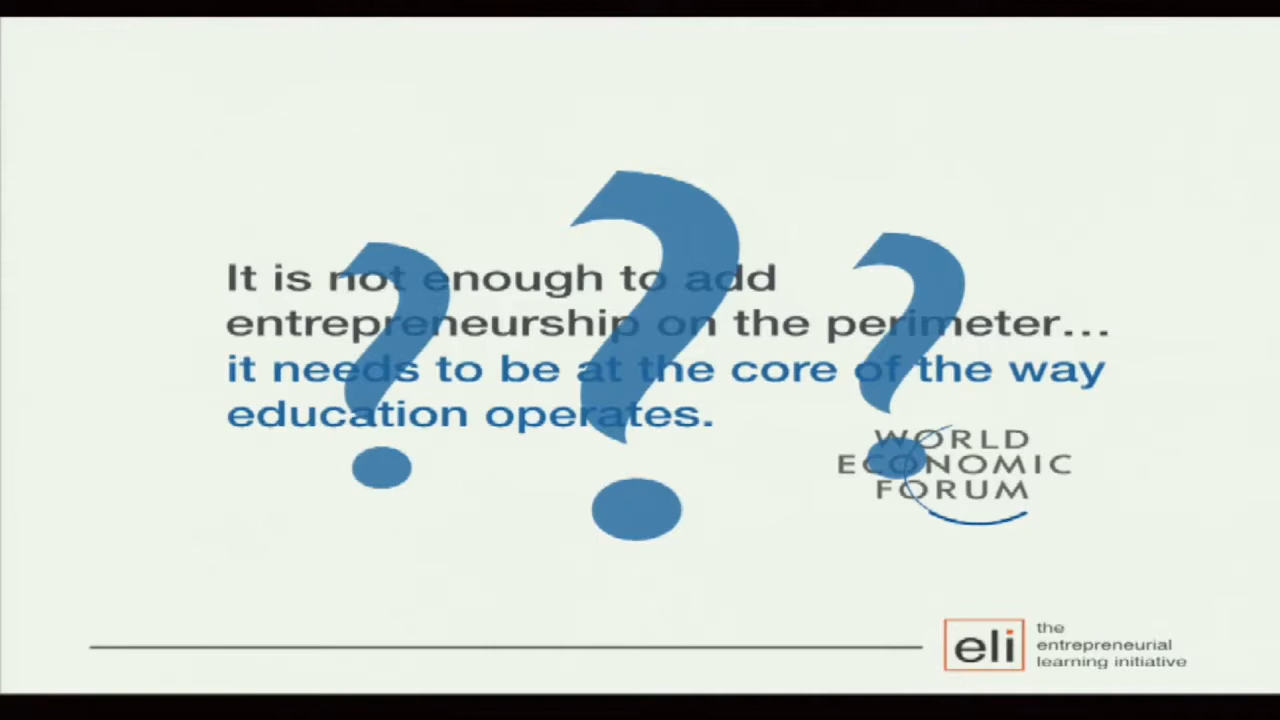 It is not enough to add
entrepreneurship on the perimeter...
it needs to be at the core of the way
education operates.
? ? ?
WORLD
ECONOMIC
FORUM
eli
the
entrepreneurial
learning initiative